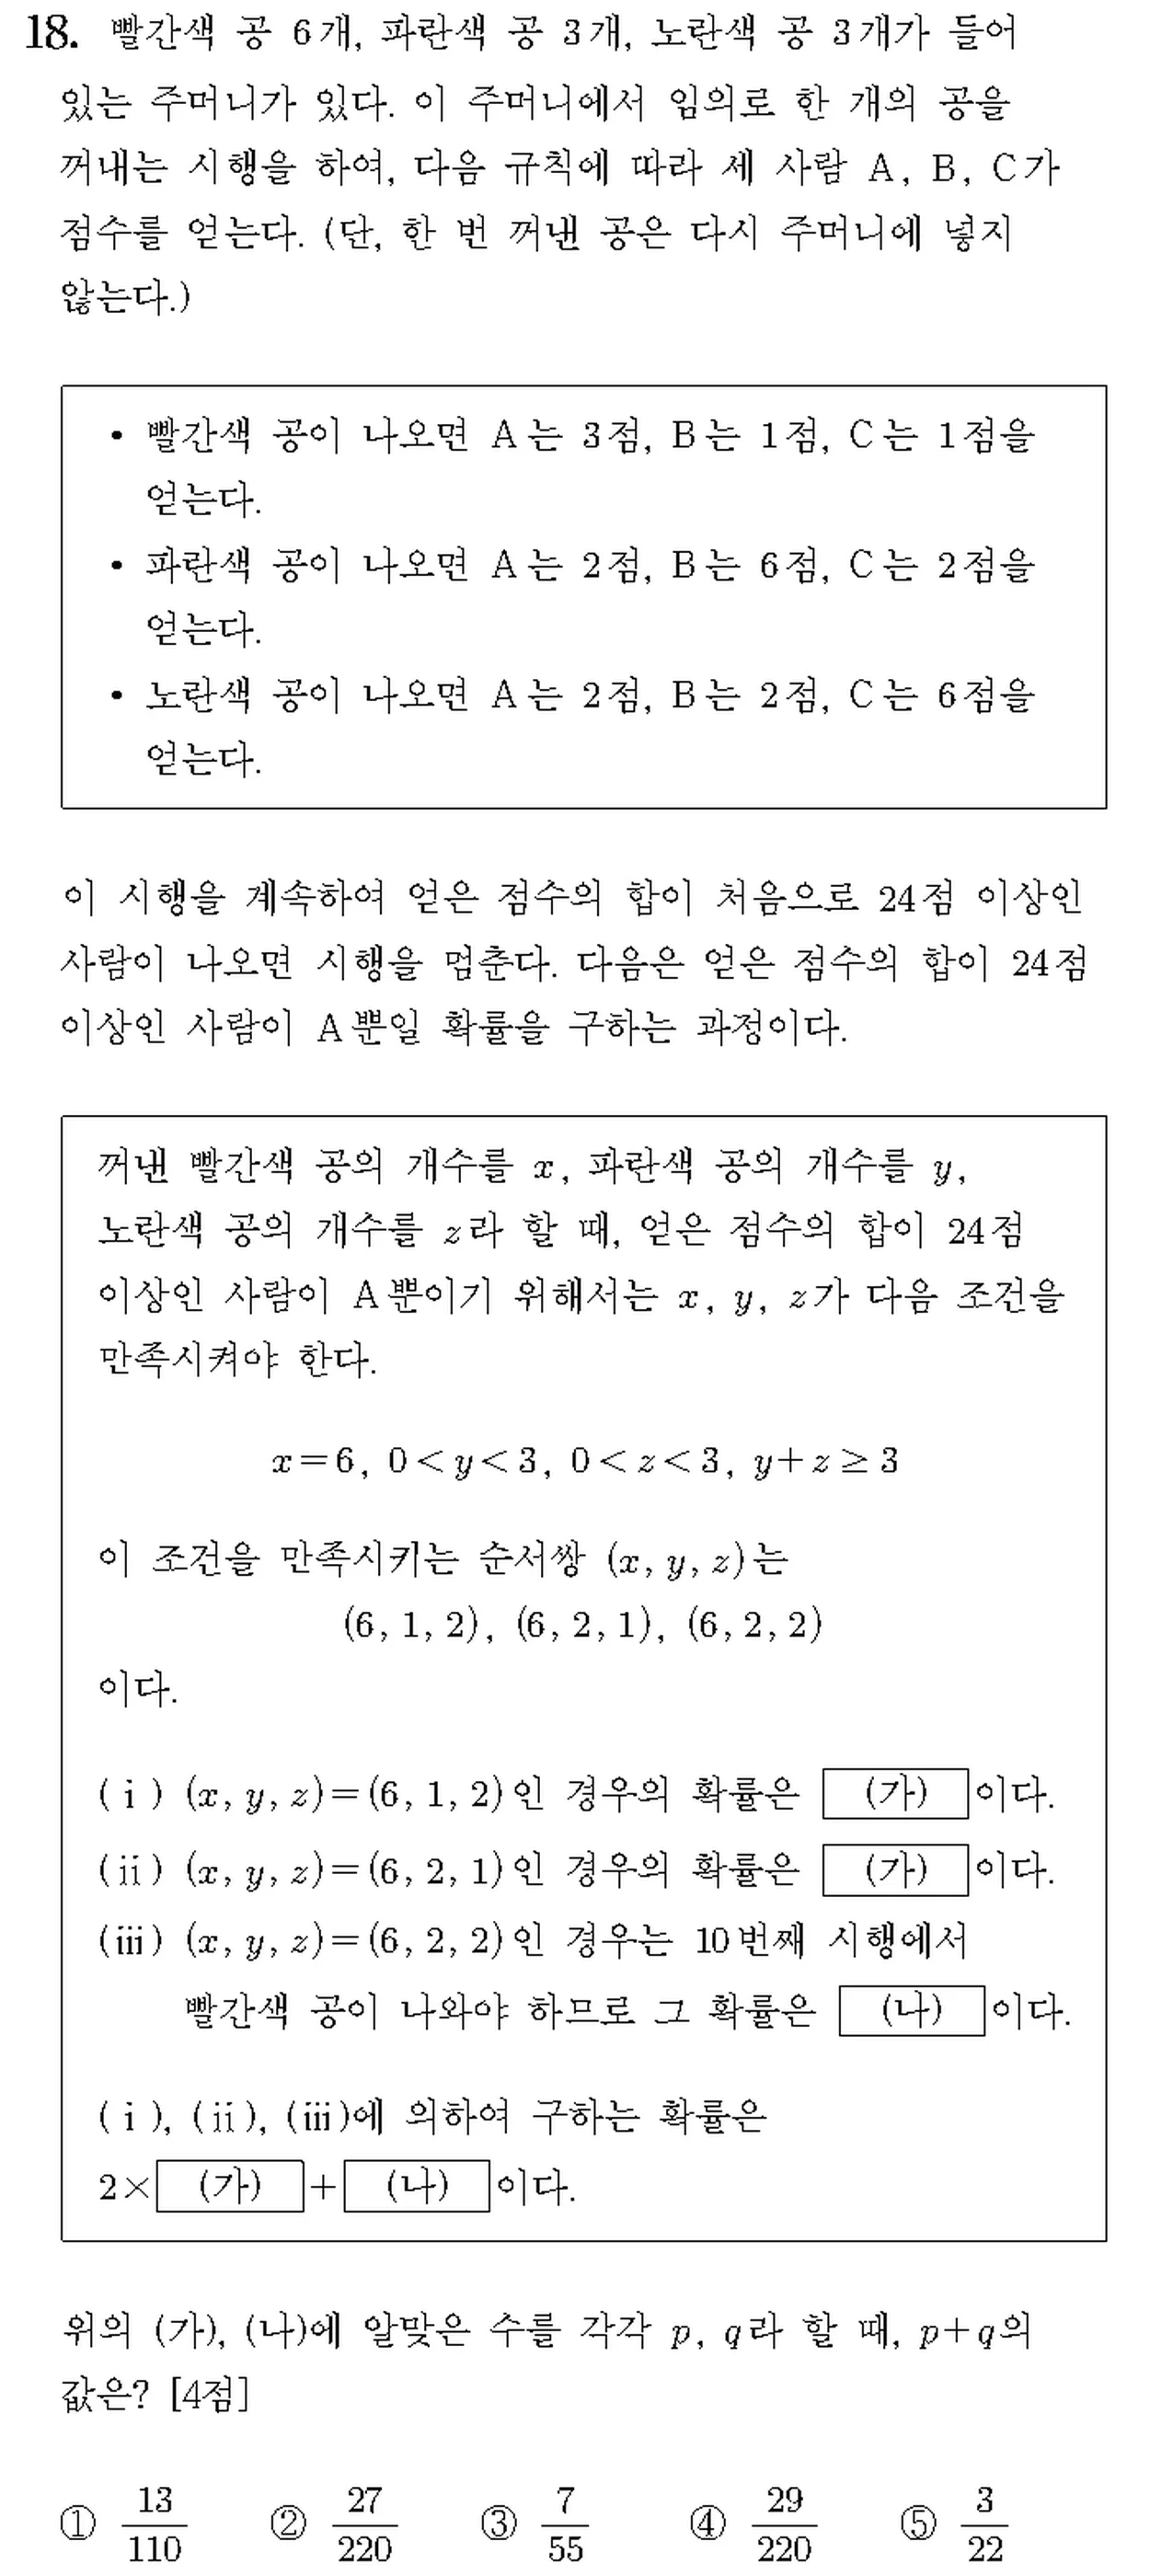 18. 빨간색 공 6개, 파란색 공 3개, 노란색 공 3개가 들어
있는 주머니가 있다. 이 주머니에서 임의로 한 개의 공을
꺼내는 시행을 하여, 다음 규칙에 따라 세 사람 A, B, C가
점수를 얻는다. (단, 한 번 꺼낸 공은 다시 주머니에 넣지
않는다.)
• 빨간색 공이 나오면 A는 3점, B는 1점, C는 1점을
얻는다.
• 파란색 공이 나오면 A는 2점, B는 6점, C는 2점을
얻는다.
• 노란색 공이 나오면 A는 2점, B는 2점, C는 6점을
얻는다.
이 시행을 계속하여 얻은 점수의 합이 처음으로 24점 이상인
사람이 나오면 시행을 멈춘다. 다음은 얻은 점수의 합이 24점
이상인 사람이 A뿐일 확률을 구하는 과정이다.
꺼낸 빨간색 공의 개수를 x, 파란색 공의 개수를 y,
노란색 공의 개수를 z라 할 때, 얻은 점수의 합이 24점
이상인 사람이 A뿐이기 위해서는 x, y, z가 다음 조건을
만족시켜야 한다.
x=6, 0<y<3, 0<z<3, y+z≥3
이 조건을 만족시키는 순서쌍 (x, y, z)는
(6, 1, 2), (6, 2, 1), (6, 2, 2)
이다.
(ⅰ) (x, y, z)=(6, 1, 2)인 경우의 확률은 (가) 이다.
(ⅱ) (x, y, z)=(6, 2, 1)인 경우의 확률은 (가) 이다.
(ⅲ) (x, y, z)=(6, 2, 2)인 경우는 10번째 시행에서
빨간색 공이 나와야 하므로 그 확률은 (나) 이다.
(ⅰ), (ⅱ), (ⅲ)에 의하여 구하는 확률은
2× (가) + (나) 이다.
위의 (가), (나)에 알맞은 수를 각각 p, q라 할 때, p+q의
값은? [4점]
① 13/110 ② 27/220 ③ 7/55 ④ 29/220 ⑤ 3/22